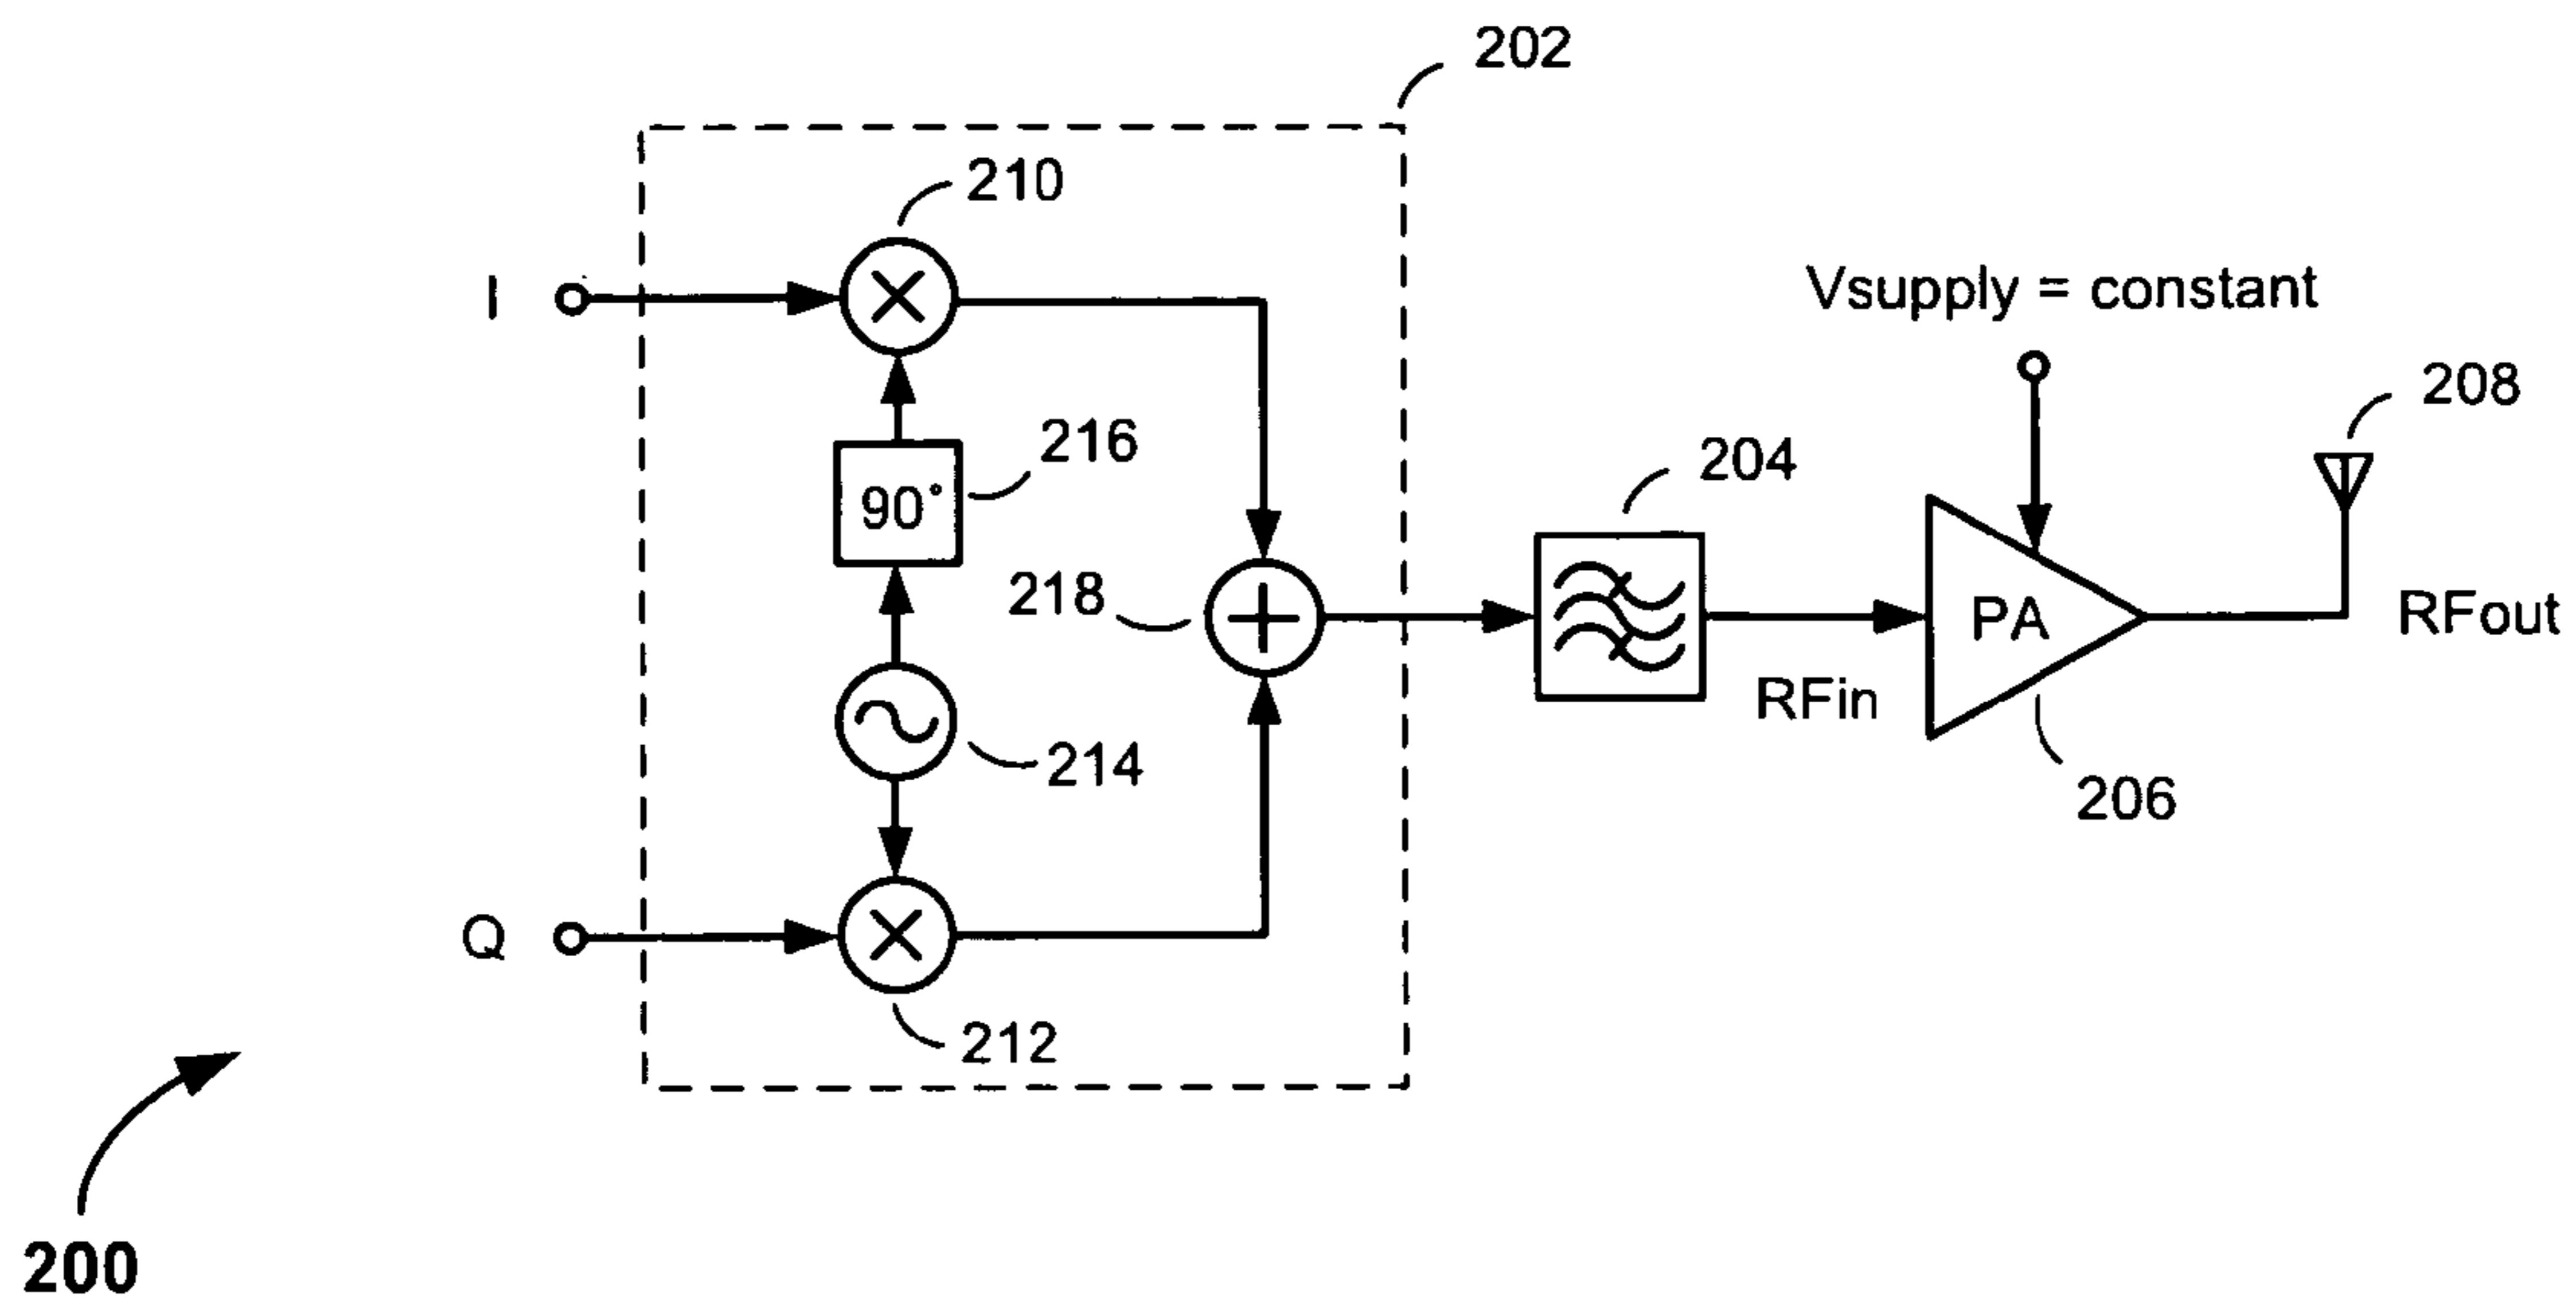 202
210
I
Vsupply = constant
208
216
204
90°
218
PA
RFout
RFin
214
206
Q
212
200